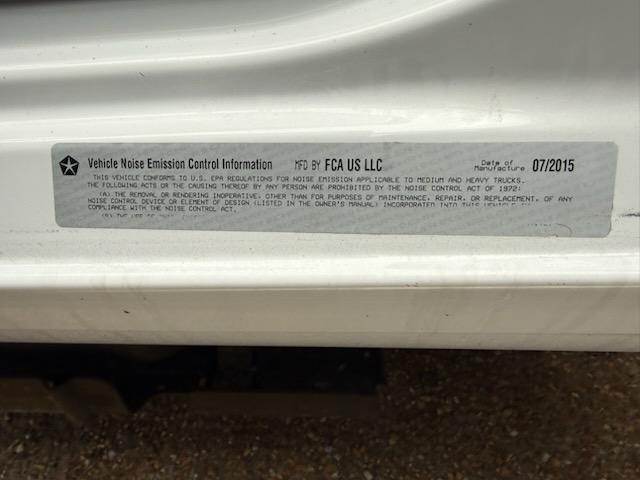 Vehicle Noise Emission Control Information MFD BY FCA US LLC Date of Manufacture 07/2015
THIS VEHICLE CONFORMS TO U.S. EPA REGULATIONS FOR NOISE EMISSION APPLICABLE TO MEDIUM AND HEAVY TRUCKS.
THE FOLLOWING ACTS OR THE CAUSING THEREOF BY ANY PERSON ARE PROHIBITED BY THE NOISE CONTROL ACT OF 1972:
(A) THE REMOVAL OR RENDERING INOPERATIVE, OTHER THAN FOR PURPOSES OF MAINTENANCE, REPAIR, OR REPLACEMENT, OF ANY
NOISE CONTROL DEVICE OR ELEMENT OF DESIGN (LISTED IN THE OWNER'S MANUAL) INCORPORATED INTO THIS VEHICLE
COMPLIANCE WITH THE NOISE CONTROL ACT.
(B) THE USE OF